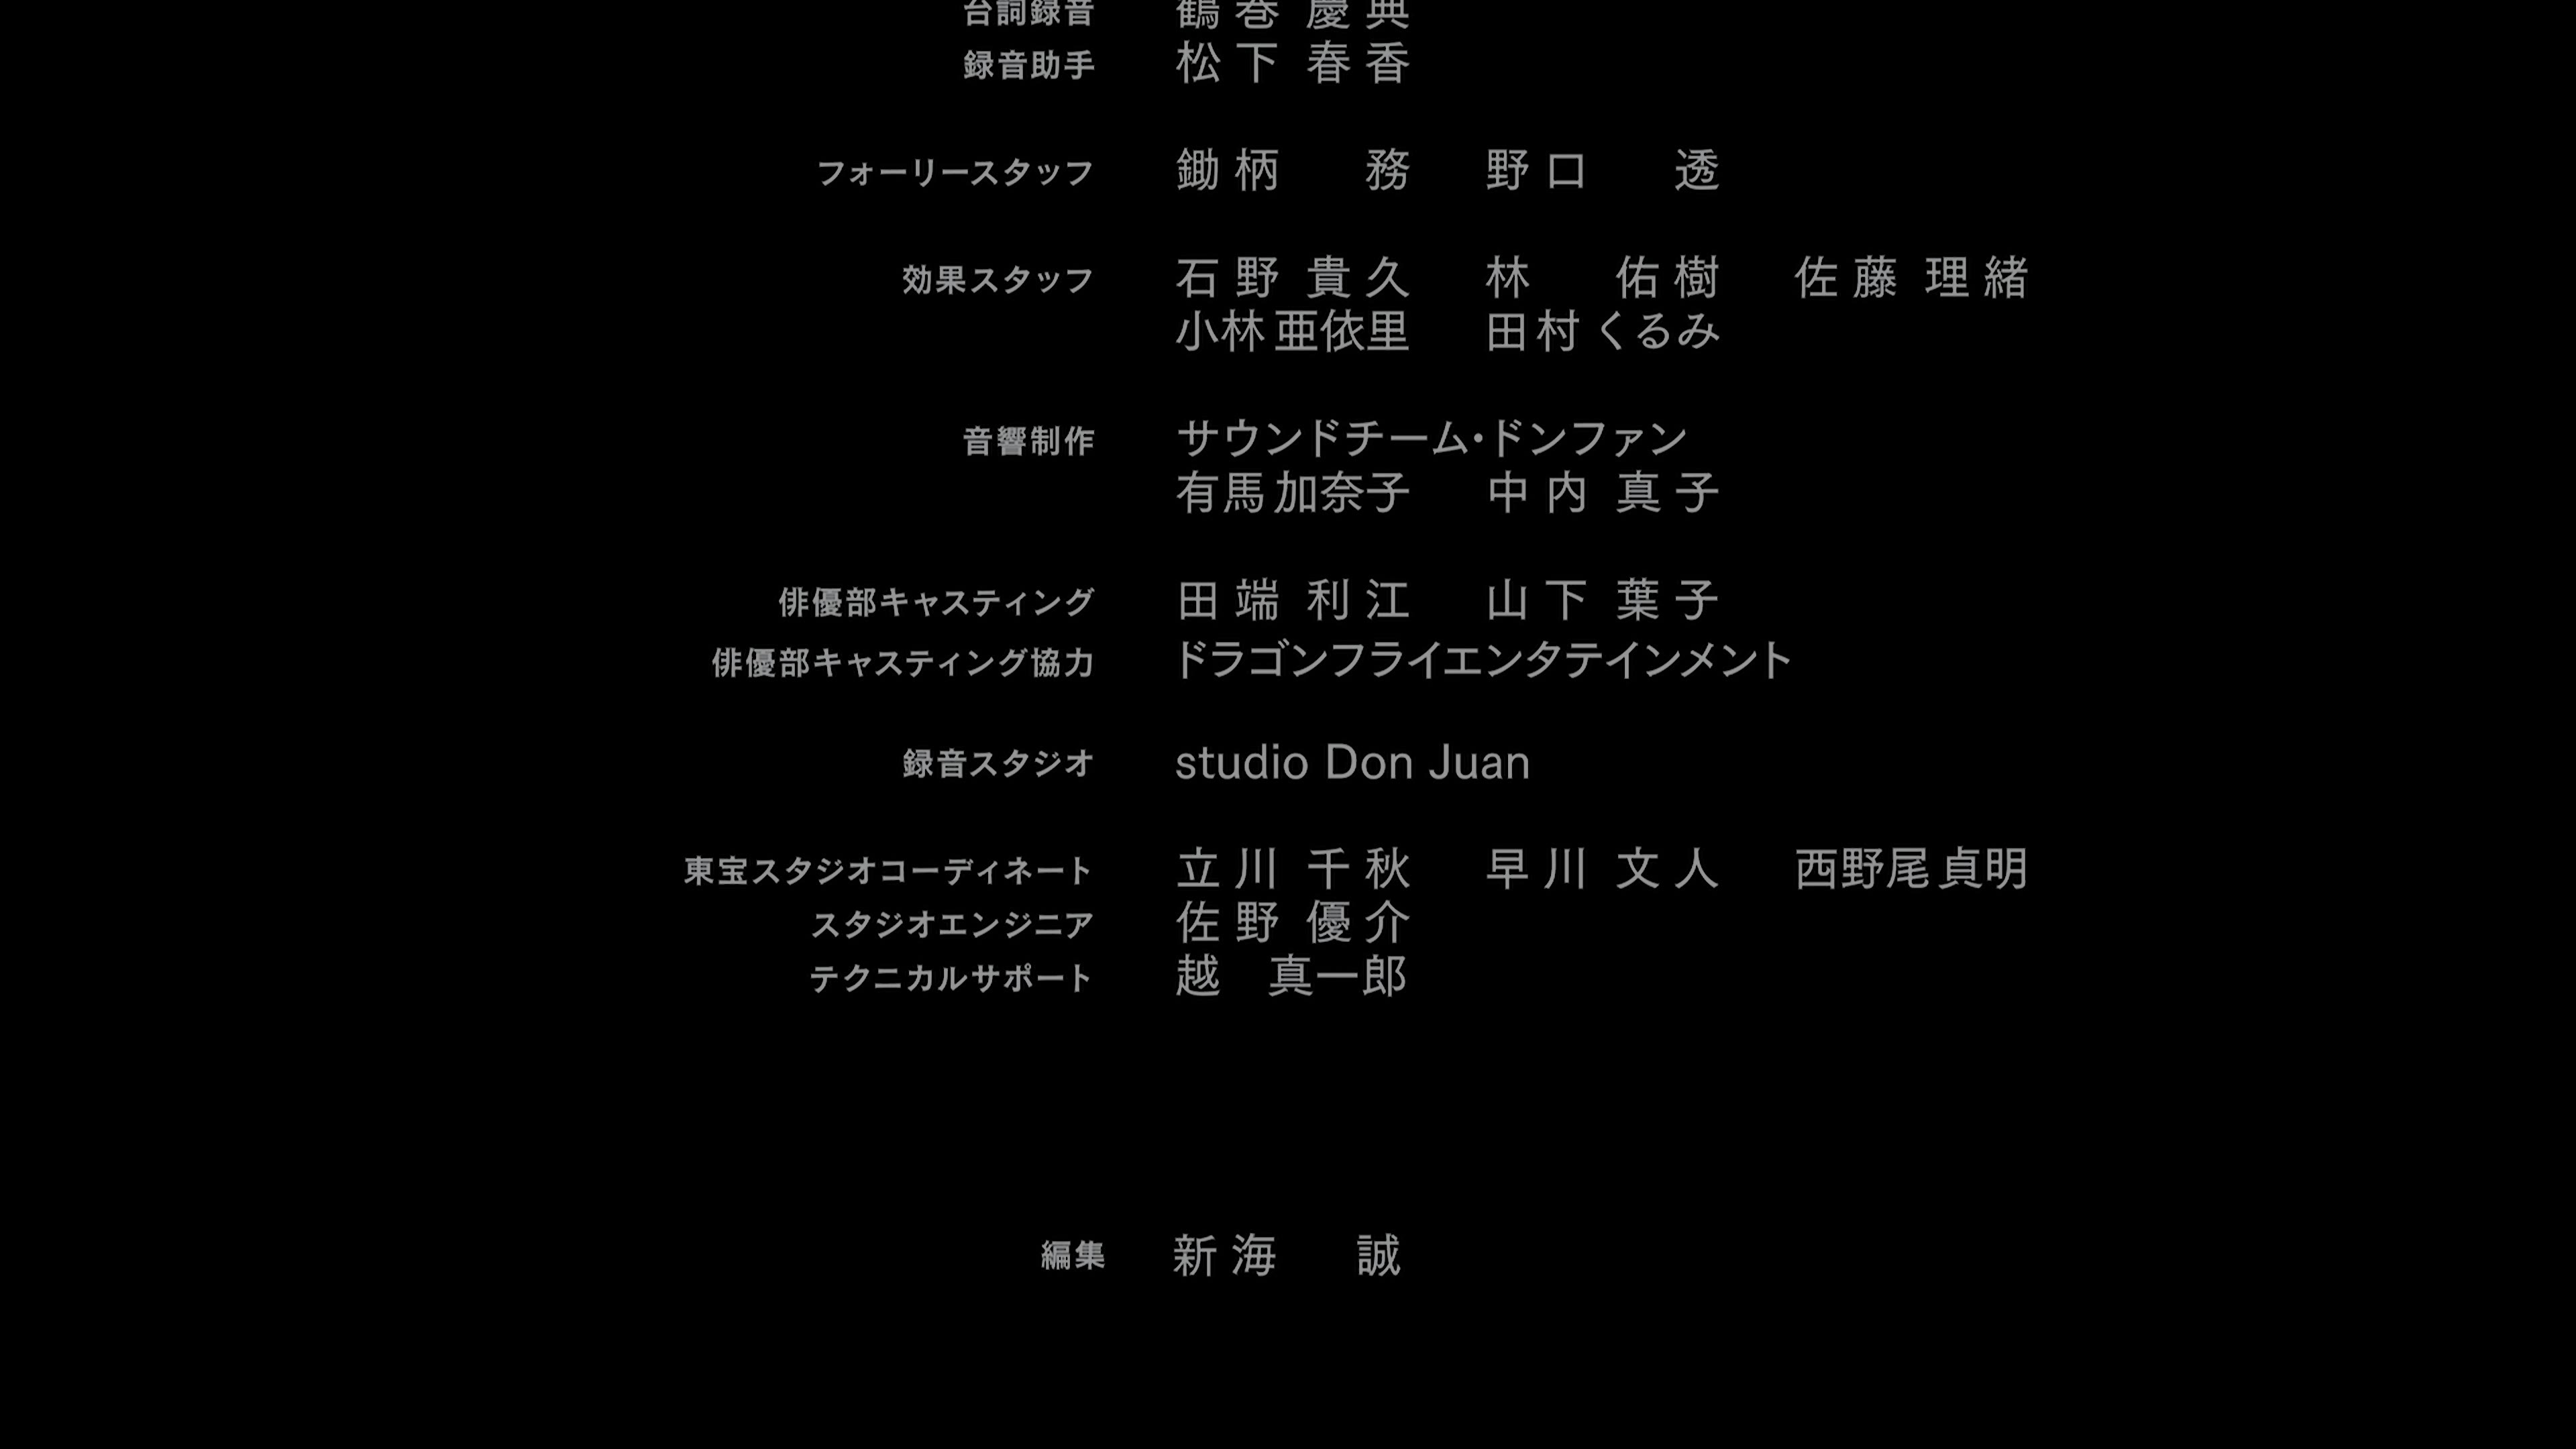 台詞録音 鶴巻 慶典
録音助手 松下 春香
フォーリースタッフ 鋤柄 務 野口 透
効果スタッフ 石野 貴久 林 佑樹 佐藤 理緒
小林 亜依里 田村 くるみ
音響制作 サウンドチーム・ドンファン
有馬 加奈子 中内 真子
俳優部キャスティング 田端 利江 山下 葉子
俳優部キャスティング協力 ドラゴンフライエンタテインメント
録音スタジオ studio Don Juan
東宝スタジオコーディネート 立川 千秋 早川 文人 西野尾 貞明
スタジオエンジニア 佐野 優介
テクニカルサポート 越 真一郎
編集 新海 誠